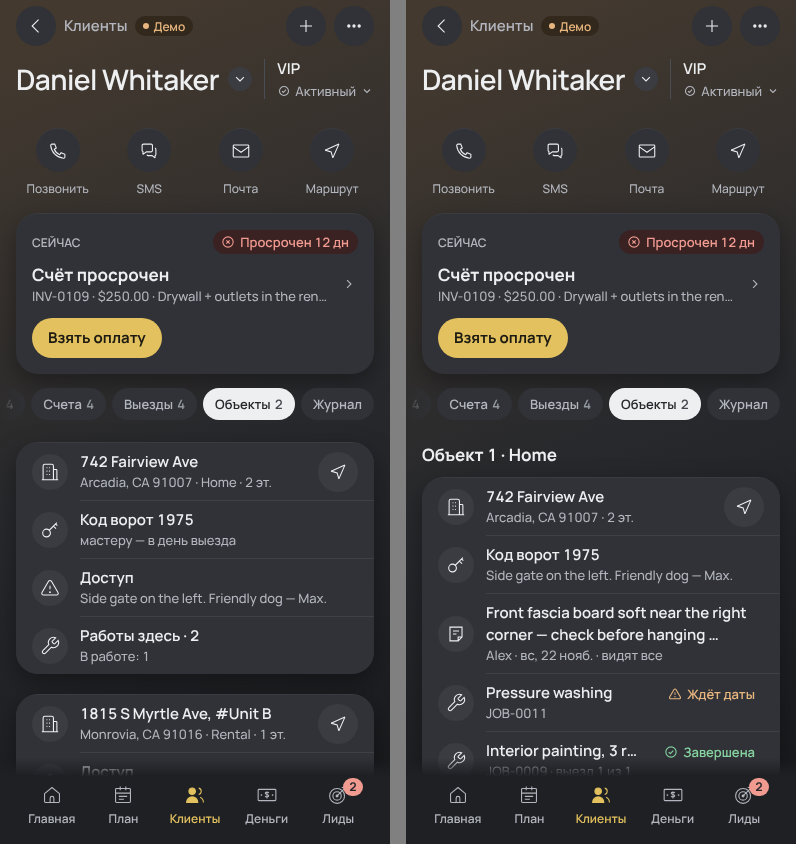 Клиенты
Демо
Daniel Whitaker
VIP
Активный
Позвонить
SMS
Почта
Маршрут
СЕЙЧАС
Просрочен 12 дн
Счёт просрочен
INV-0109 · $250.00 · Drywall + outlets in the ren…
Взять оплату
4
Счета 4
Выезды 4
Объекты 2
Журнал
742 Fairview Ave
Arcadia, CA 91007 · Home · 2 эт.
Код ворот 1975
мастеру — в день выезда
Доступ
Side gate on the left. Friendly dog — Max.
Работы здесь · 2
В работе: 1
1815 S Myrtle Ave, #Unit B
Monrovia, CA 91016 · Rental · 1 эт.
Доступ
Главная
План
Клиенты
Деньги
2
Лиды
Клиенты
Демо
Daniel Whitaker
VIP
Активный
Позвонить
SMS
Почта
Маршрут
СЕЙЧАС
Просрочен 12 дн
Счёт просрочен
INV-0109 · $250.00 · Drywall + outlets in the ren…
Взять оплату
4
Счета 4
Выезды 4
Объекты 2
Журнал
Объект 1 · Home
742 Fairview Ave
Arcadia, CA 91007 · 2 эт.
Код ворот 1975
Side gate on the left. Friendly dog — Max.
Front fascia board soft near the right
corner — check before hanging …
Alex · вс, 22 нояб. · видят все
Pressure washing
Ждёт даты
JOB-0011
Interior painting, 3 r…
Завершена
JOB-0009 · выезд 1 из 1
Главная
План
Клиенты
Деньги
2
Лиды